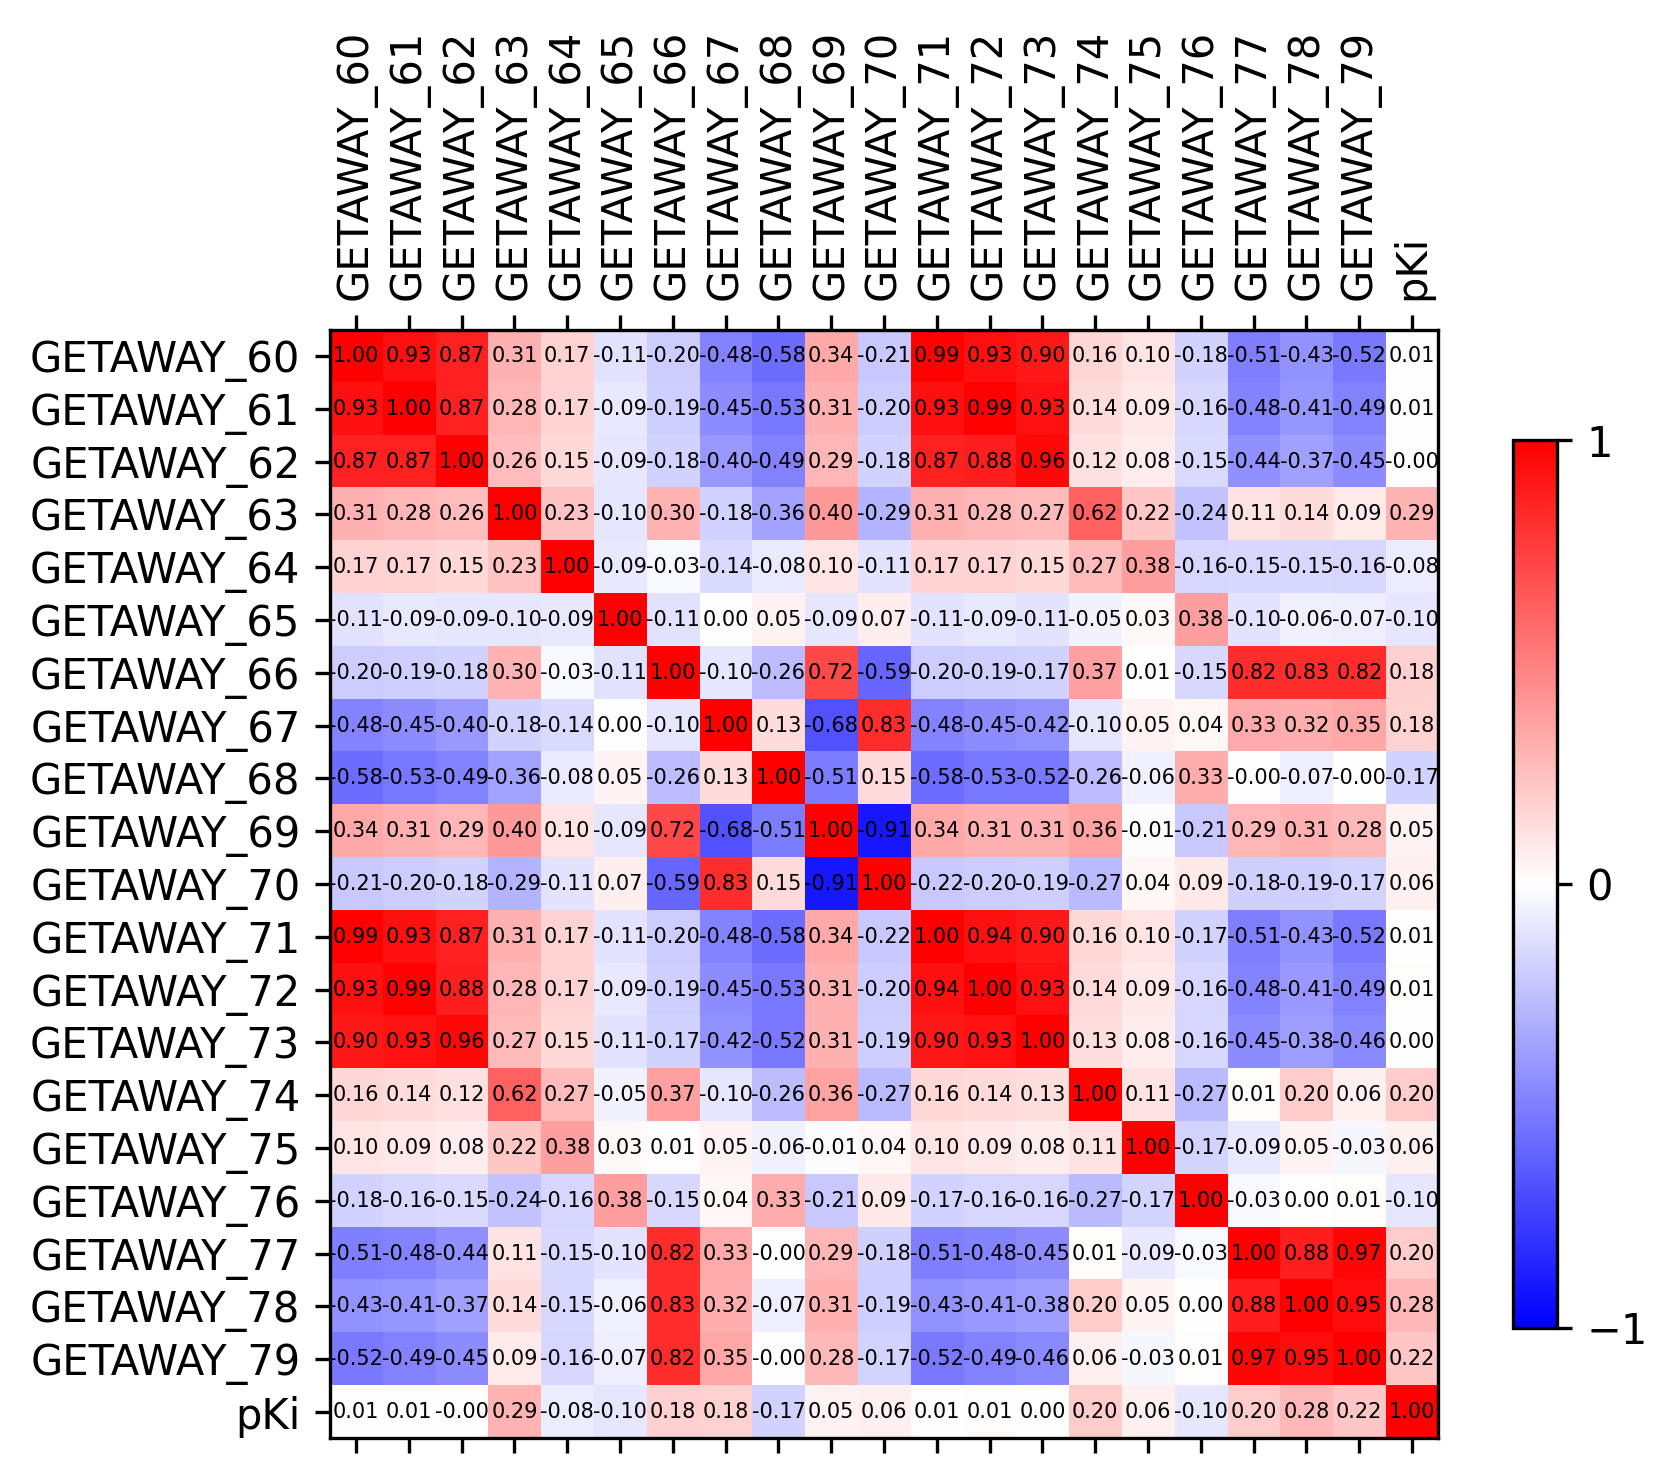 GETAWAY_60 GETAWAY_61 GETAWAY_62 GETAWAY_63 GETAWAY_64 GETAWAY_65 GETAWAY_66 GETAWAY_67 GETAWAY_68 GETAWAY_69 GETAWAY_70 GETAWAY_71 GETAWAY_72 GETAWAY_73 GETAWAY_74 GETAWAY_75 GETAWAY_76 GETAWAY_77 GETAWAY_78 GETAWAY_79 pKi
GETAWAY_60 1.00 0.93 0.87 0.31 0.17 -0.11 -0.20 -0.48 -0.58 0.34 -0.21 0.99 0.93 0.90 0.16 0.10 -0.18 -0.51 -0.43 -0.52 0.01
GETAWAY_61 0.93 1.00 0.87 0.28 0.17 -0.09 -0.19 -0.45 -0.53 0.31 -0.20 0.93 0.99 0.93 0.14 0.09 -0.16 -0.48 -0.41 -0.49 0.01
GETAWAY_62 0.87 0.87 1.00 0.26 0.15 -0.09 -0.18 -0.40 -0.49 0.29 -0.18 0.87 0.88 0.96 0.12 0.08 -0.15 -0.44 -0.37 -0.45 -0.00
GETAWAY_63 0.31 0.28 0.26 1.00 0.23 -0.10 0.30 -0.18 -0.36 0.40 -0.29 0.31 0.28 0.27 0.62 0.22 -0.24 0.11 0.14 0.09 0.29
GETAWAY_64 0.17 0.17 0.15 0.23 1.00 -0.09 -0.03 -0.14 -0.08 0.10 -0.11 0.17 0.17 0.15 0.27 0.38 -0.16 -0.15 -0.15 -0.16 -0.08
GETAWAY_65 -0.11 -0.09 -0.09 -0.10 -0.09 1.00 -0.11 0.00 0.05 -0.09 0.07 -0.11 -0.09 -0.11 -0.05 0.03 0.38 -0.10 -0.06 -0.07 -0.10
GETAWAY_66 -0.20 -0.19 -0.18 0.30 -0.03 -0.11 1.00 -0.10 -0.26 0.72 -0.59 -0.20 -0.19 -0.17 0.37 0.01 -0.15 0.82 0.83 0.82 0.18
GETAWAY_67 -0.48 -0.45 -0.40 -0.18 -0.14 0.00 -0.10 1.00 0.13 -0.68 0.83 -0.48 -0.45 -0.42 -0.10 0.05 0.04 0.33 0.32 0.35 0.18
GETAWAY_68 -0.58 -0.53 -0.49 -0.36 -0.08 0.05 -0.26 0.13 1.00 -0.51 0.15 -0.58 -0.53 -0.52 -0.26 -0.06 0.33 -0.00 -0.07 -0.00 -0.17
GETAWAY_69 0.34 0.31 0.29 0.40 0.10 -0.09 0.72 -0.68 -0.51 1.00 -0.91 0.34 0.31 0.31 0.36 -0.01 -0.21 0.29 0.31 0.28 0.05
GETAWAY_70 -0.21 -0.20 -0.18 -0.29 -0.11 0.07 -0.59 0.83 0.15 -0.91 1.00 -0.22 -0.20 -0.19 -0.27 0.04 0.09 -0.18 -0.19 -0.17 0.06
GETAWAY_71 0.99 0.93 0.87 0.31 0.17 -0.11 -0.20 -0.48 -0.58 0.34 -0.22 1.00 0.94 0.90 0.16 0.10 -0.17 -0.51 -0.43 -0.52 0.01
GETAWAY_72 0.93 0.99 0.88 0.28 0.17 -0.09 -0.19 -0.45 -0.53 0.31 -0.20 0.94 1.00 0.93 0.14 0.09 -0.16 -0.48 -0.41 -0.49 0.01
GETAWAY_73 0.90 0.93 0.96 0.27 0.15 -0.11 -0.17 -0.42 -0.52 0.31 -0.19 0.90 0.93 1.00 0.13 0.08 -0.16 -0.45 -0.38 -0.46 0.00
GETAWAY_74 0.16 0.14 0.12 0.62 0.27 -0.05 0.37 -0.10 -0.26 0.36 -0.27 0.16 0.14 0.13 1.00 0.11 -0.27 0.01 0.20 0.06 0.20
GETAWAY_75 0.10 0.09 0.08 0.22 0.38 0.03 0.01 0.05 -0.06 -0.01 0.04 0.10 0.09 0.08 0.11 1.00 -0.17 -0.09 0.05 -0.03 0.06
GETAWAY_76 -0.18 -0.16 -0.15 -0.24 -0.16 0.38 -0.15 0.04 0.33 -0.21 0.09 -0.17 -0.16 -0.16 -0.27 -0.17 1.00 -0.03 0.00 0.01 -0.10
GETAWAY_77 -0.51 -0.48 -0.44 0.11 -0.15 -0.10 0.82 0.33 -0.00 0.29 -0.18 -0.51 -0.48 -0.45 0.01 -0.09 -0.03 1.00 0.88 0.97 0.20
GETAWAY_78 -0.43 -0.41 -0.37 0.14 -0.15 -0.06 0.83 0.32 -0.07 0.31 -0.19 -0.43 -0.41 -0.38 0.20 0.05 0.00 0.88 1.00 0.95 0.28
GETAWAY_79 -0.52 -0.49 -0.45 0.09 -0.16 -0.07 0.82 0.35 -0.00 0.28 -0.17 -0.52 -0.49 -0.46 0.06 -0.03 0.01 0.97 0.95 1.00 0.22
pKi 0.01 0.01 -0.00 0.29 -0.08 -0.10 0.18 0.18 -0.17 0.05 0.06 0.01 0.01 0.00 0.20 0.06 -0.10 0.20 0.28 0.22 1.00
1
0
−1